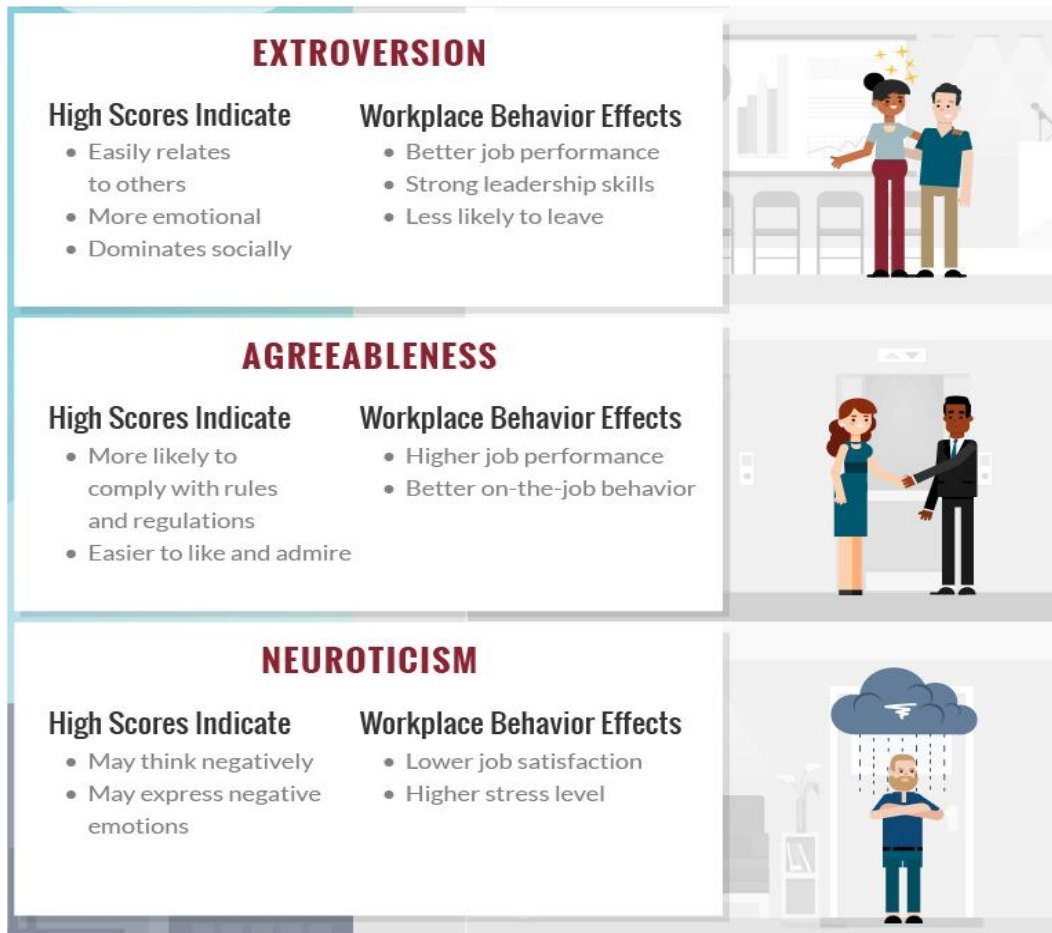 EXTROVERSION
High Scores Indicate
• Easily relates
to others
• More emotional
• Dominates socially
Workplace Behavior Effects
• Better job performance
• Strong leadership skills
• Less likely to leave
AGREEABLENESS
High Scores Indicate
• More likely to
comply with rules
and regulations
• Easier to like and admire
Workplace Behavior Effects
• Higher job performance
• Better on-the-job behavior
NEUROTICISM
High Scores Indicate
• May think negatively
• May express negative
emotions
Workplace Behavior Effects
• Lower job satisfaction
• Higher stress level